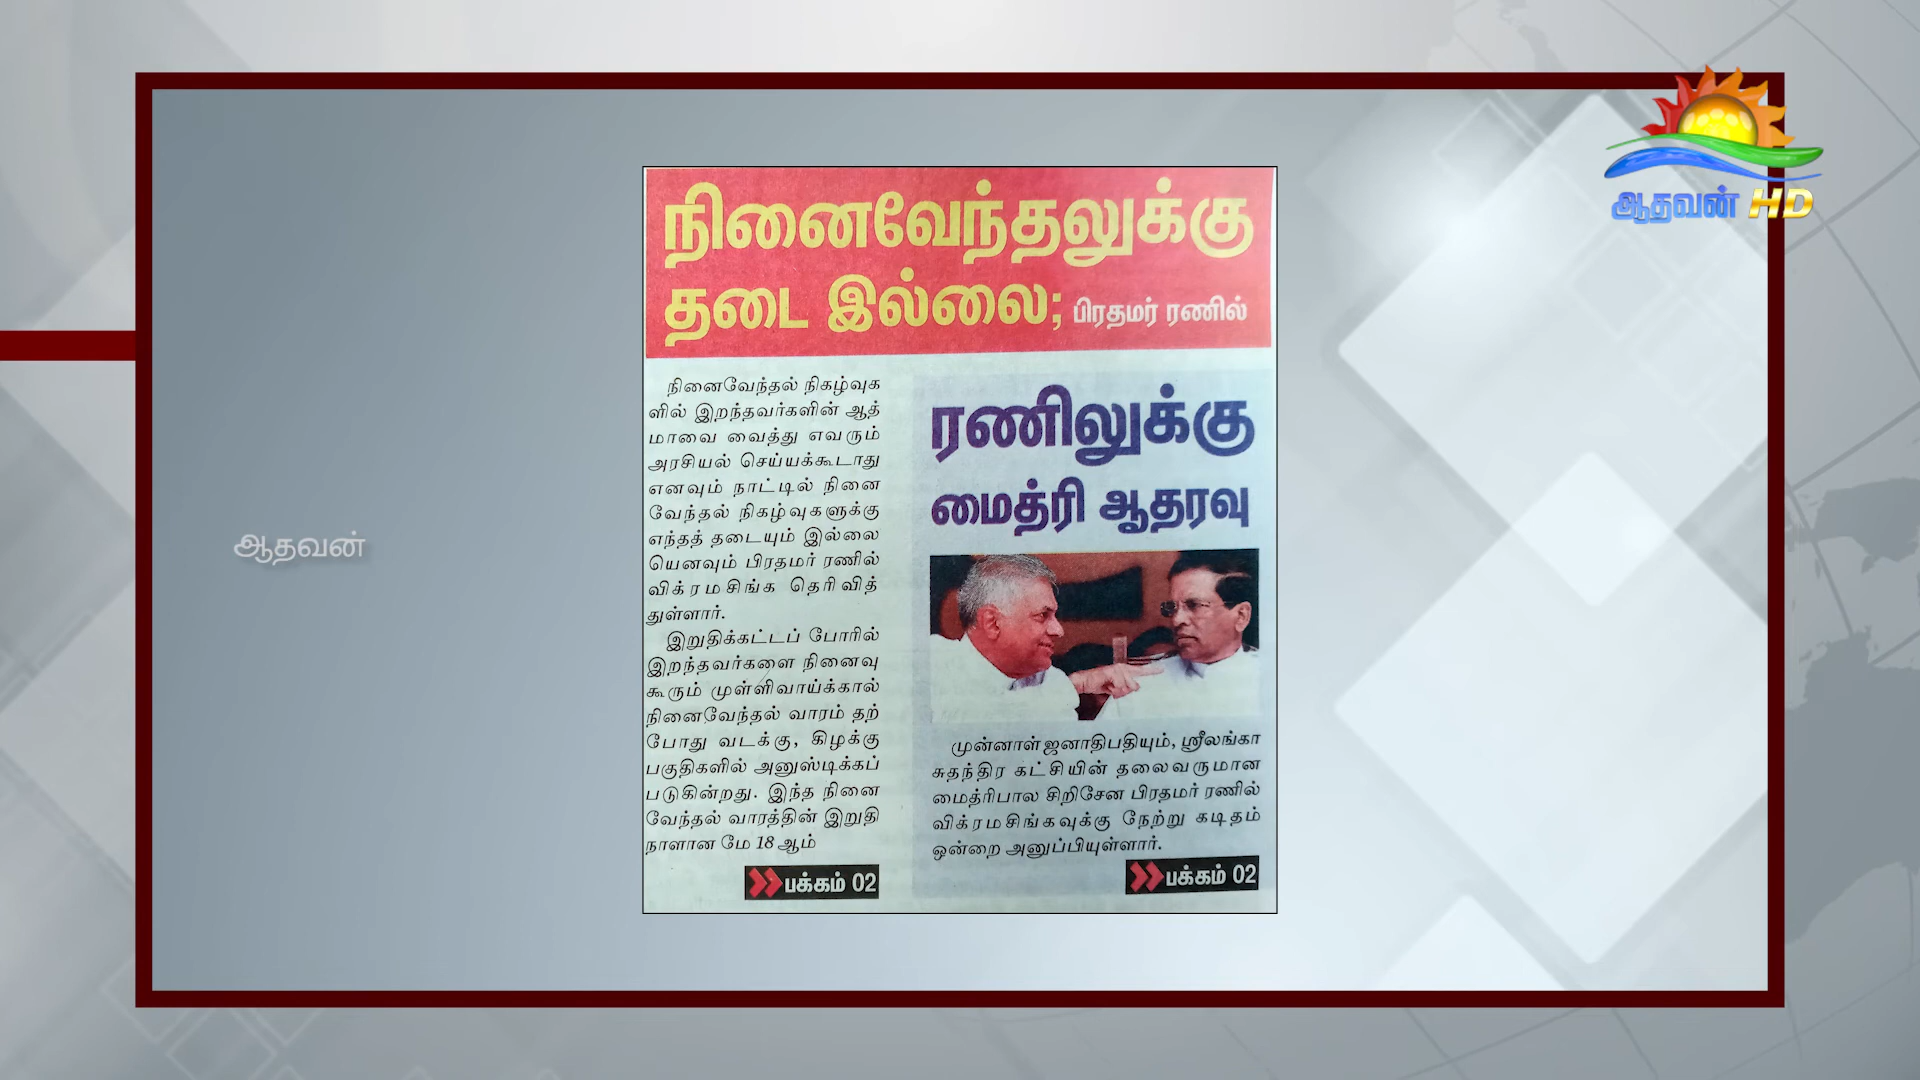 ஆதவன் HD
ஆதவன்
நினைவேந்தலுக்கு
தடை இல்லை; பிரதமர் ரணில்
நினைவேந்தல் நிகழ்வுக
ளில் இறந்தவர்களின் ஆத்
மாவை வைத்து எவரும்
அரசியல் செய்யக்கூடாது
எனவும் நாட்டில் நினை
வேந்தல் நிகழ்வுகளுக்கு
எந்தத் தடையும் இல்லை
யெனவும் பிரதமர் ரணில்
விக்ரமசிங்க தெரிவித்
துள்ளார்.
இறுதிக்கட்டப் போரில்
இறந்தவர்களை நினைவு
கூரும் முள்ளிவாய்க்கால்
நினைவேந்தல் வாரம் தற்
போது வடக்கு, கிழக்கு
பகுதிகளில் அனுஸ்டிக்கப்
படுகின்றது. இந்த நினை
வேந்தல் வாரத்தின் இறுதி
நாளான மே 18 ஆம்
பக்கம் 02
ரணிலுக்கு
மைத்ரி ஆதரவு
முன்னாள் ஜனாதிபதியும், ஸ்ரீலங்கா
சுதந்திர கட்சியின் தலைவருமான
மைத்ரிபால சிறிசேன பிரதமர் ரணில்
விக்ரமசிங்கவுக்கு நேற்று கடிதம்
ஒன்றை அனுப்பியுள்ளார்.
பக்கம் 02